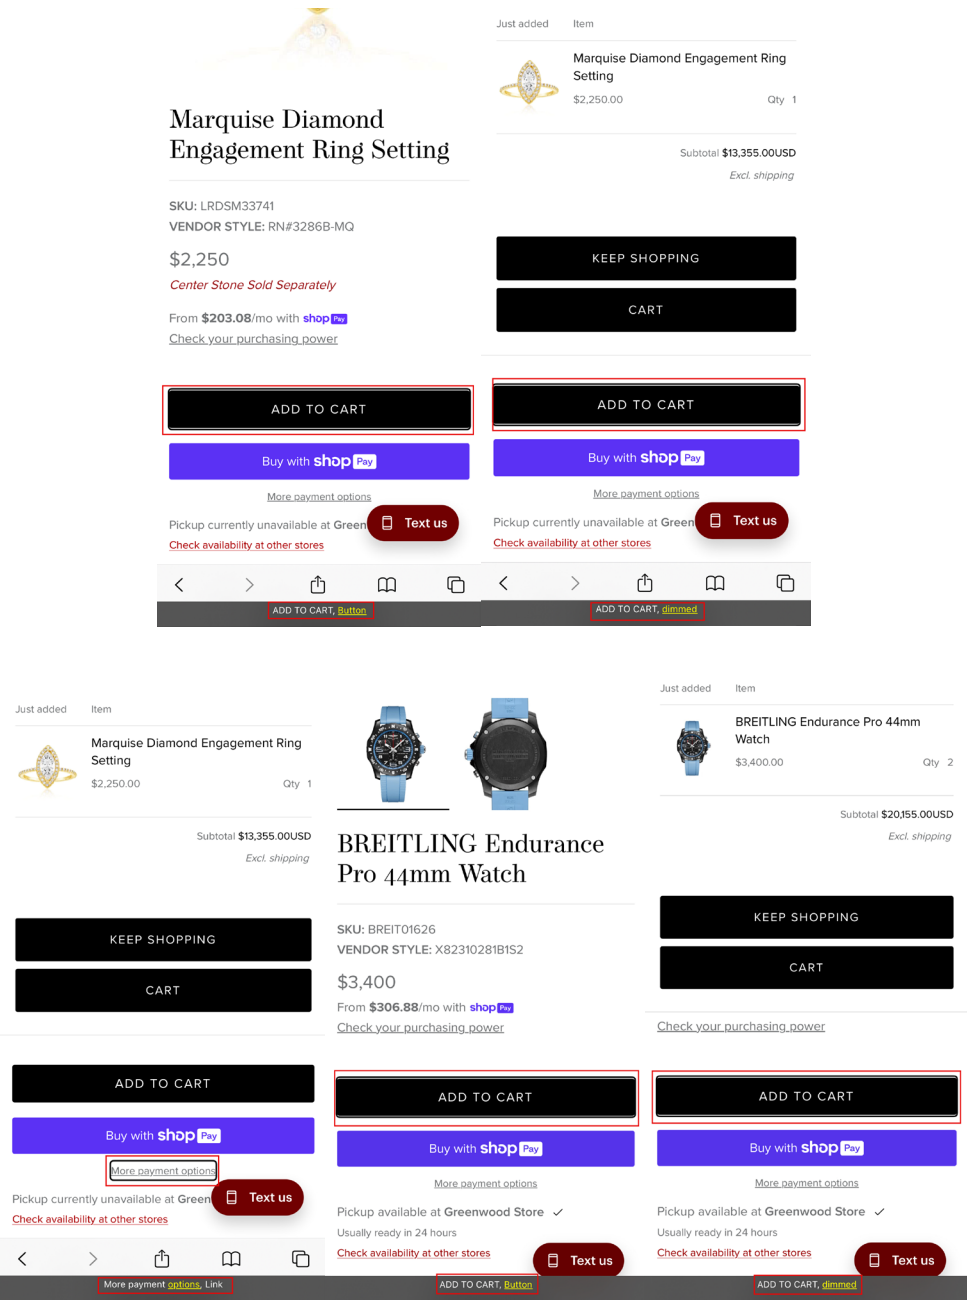 Marquise Diamond
Engagement Ring Setting
SKU: LRDSM33741
VENDOR STYLE: RN#3286B-MQ
$2,250
Center Stone Sold Separately
From $203.08/mo with shop Pay
Check your purchasing power
ADD TO CART
Buy with shop Pay
More payment options
Pickup currently unavailable at Green
Text us
Check availability at other stores
ADD TO CART, Button
Just added Item
Marquise Diamond Engagement Ring
Setting
$2,250.00 Qty 1
Subtotal $13,355.00USD
Excl. shipping
KEEP SHOPPING
CART
ADD TO CART
Buy with shop Pay
More payment options
Pickup currently unavailable at Green
Text us
Check availability at other stores
ADD TO CART, dimmed
Just added Item
Marquise Diamond Engagement Ring
Setting
$2,250.00 Qty 1
Subtotal $13,355.00USD
Excl. shipping
KEEP SHOPPING
CART
ADD TO CART
Buy with shop Pay
More payment options
Pickup currently unavailable at Green
Text us
Check availability at other stores
More payment options, Link
BREITLING Endurance
Pro 44mm Watch
SKU: BREIT01626
VENDOR STYLE: X82310281B1S2
$3,400
From $306.88/mo with shop Pay
Check your purchasing power
ADD TO CART
Buy with shop Pay
More payment options
Pickup available at Greenwood Store
Usually ready in 24 hours
Check availability at other stores
Text us
ADD TO CART, Button
Just added Item
BREITLING Endurance Pro 44mm
Watch
$3,400.00 Qty 2
Subtotal $20,155.00USD
Excl. shipping
KEEP SHOPPING
CART
Check your purchasing power
ADD TO CART
Buy with shop Pay
More payment options
Pickup available at Greenwood Store
Usually ready in 24 hours
Check availability at other stores
Text us
ADD TO CART, dimmed